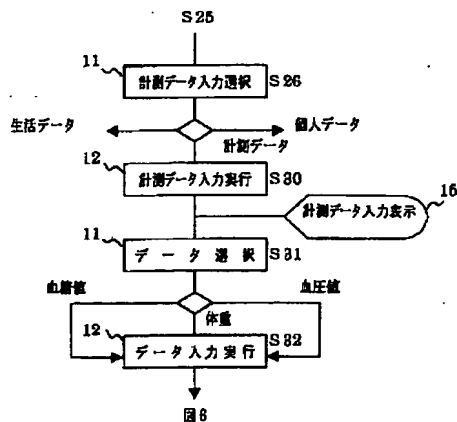 S25
11
計測データ入力選択 S26
生活データ
個人データ
計測データ
12
計測データ入力実行 S30
計測データ入力表示
16
11
データ選択 S31
血糖値
血圧値
体重
12
データ入力実行 S32
図6